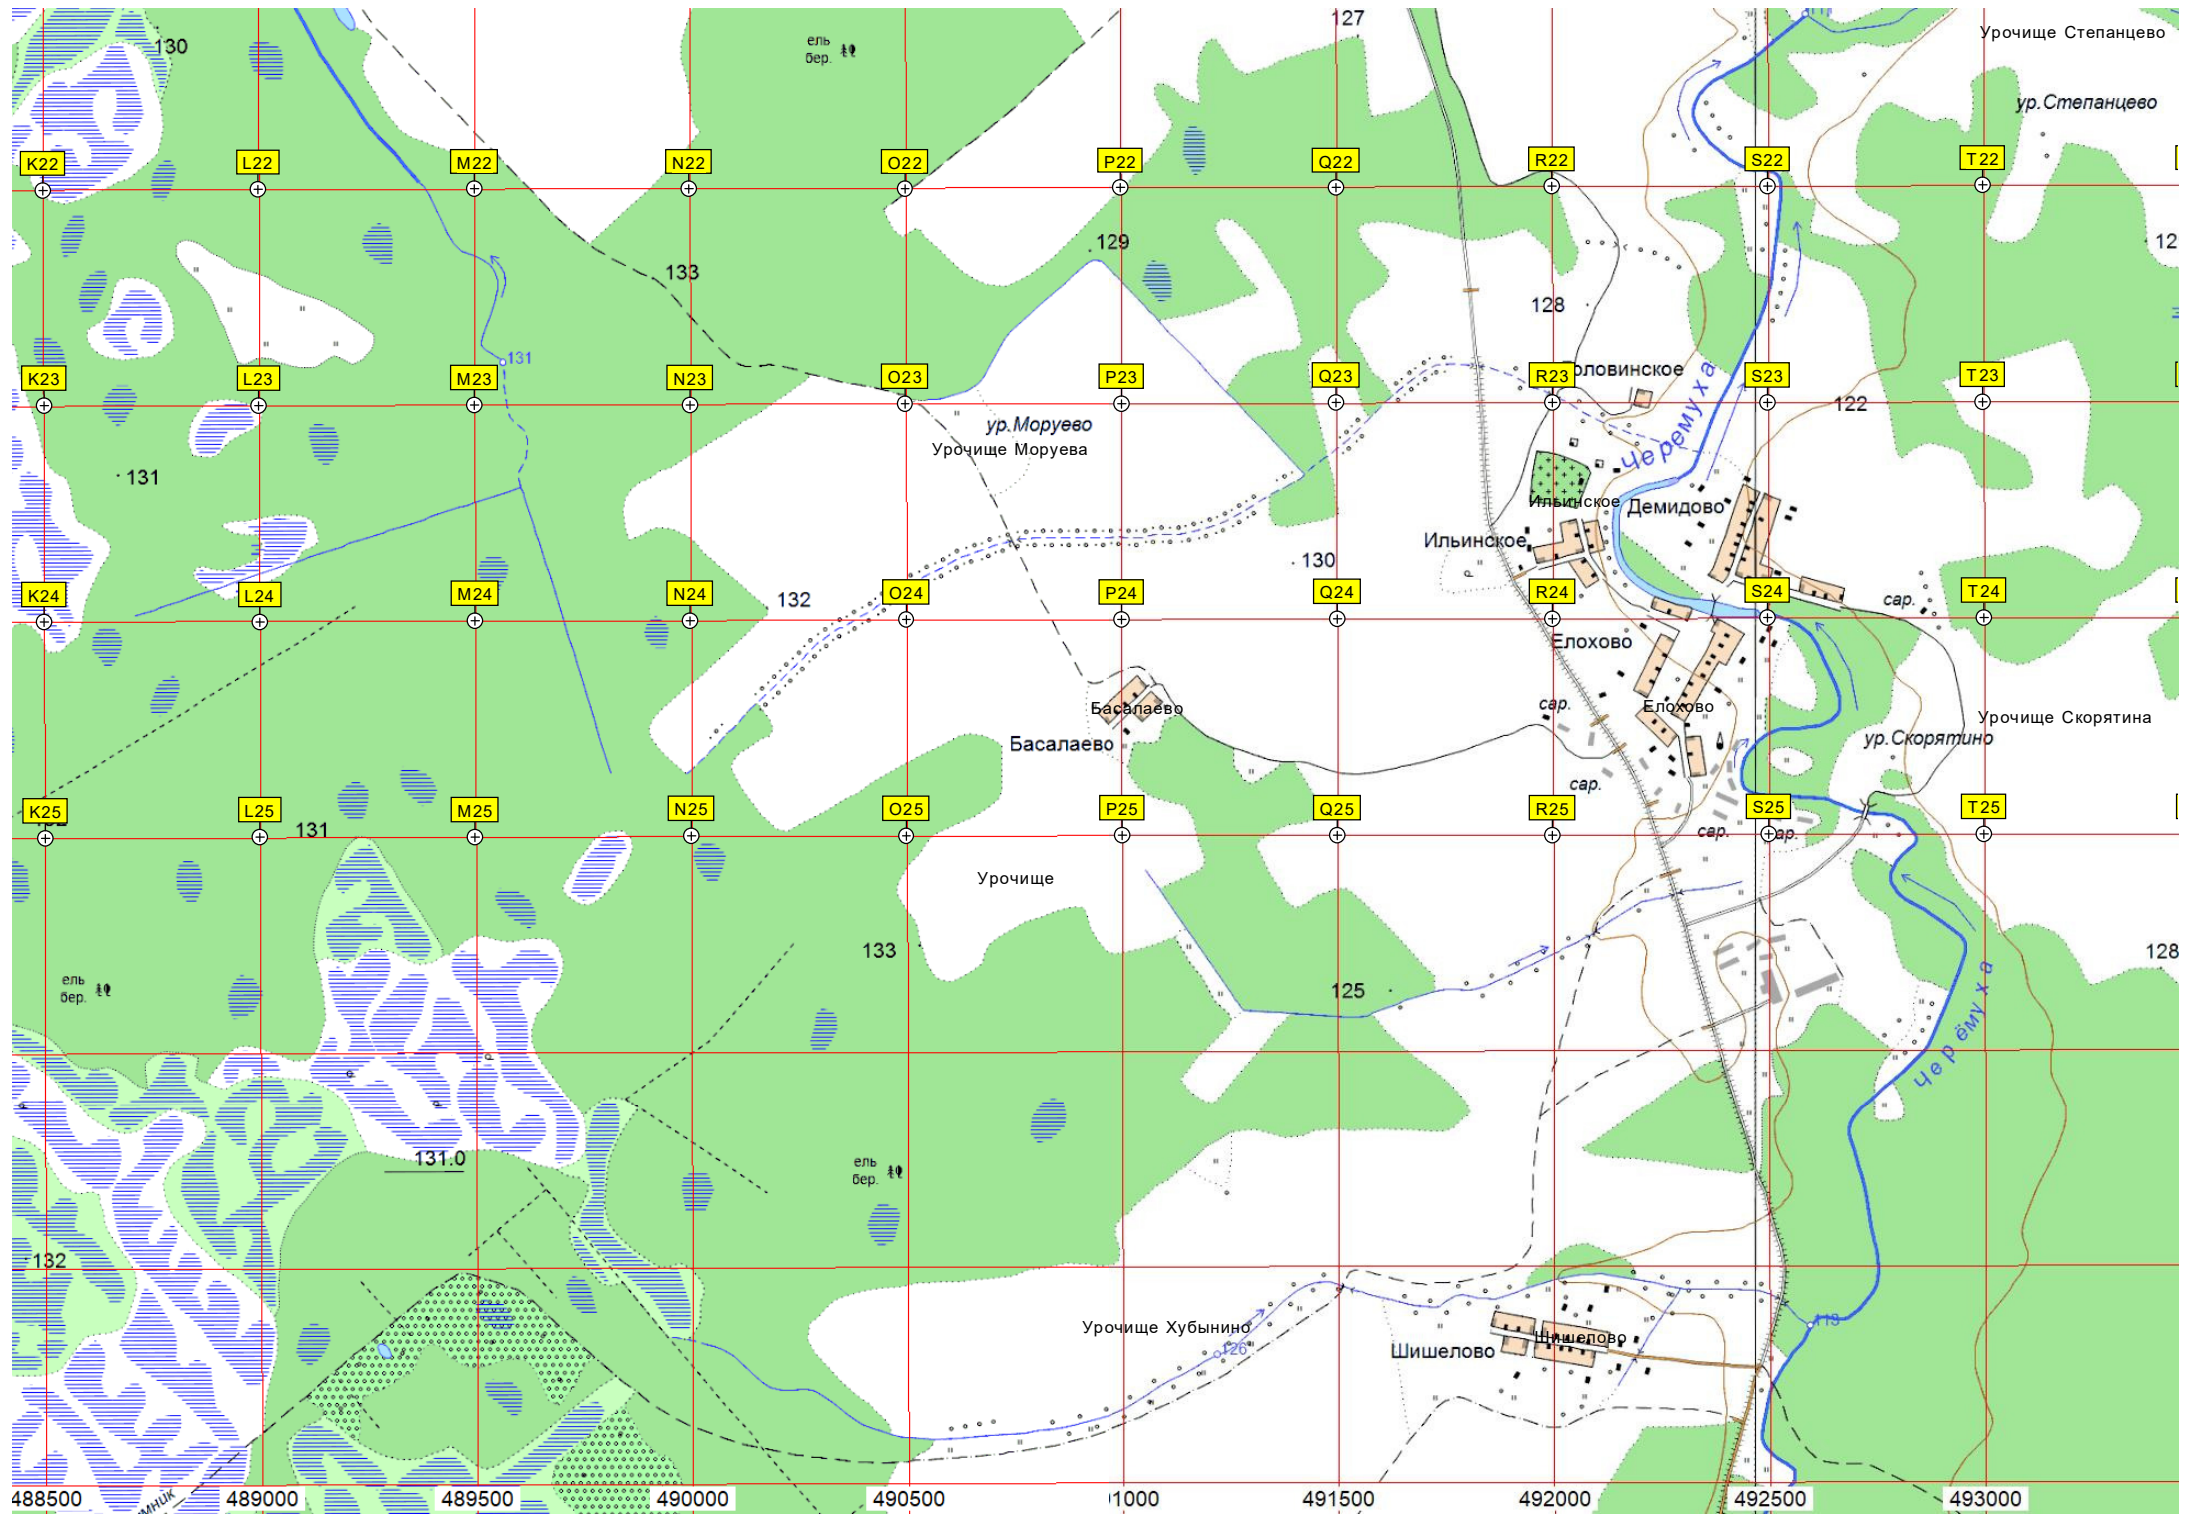 127
130
ель
бер.
Урочище Степанцево
ур.Степанцево
K22
L22
M22
N22
O22
P22
Q22
R22
S22
T22
129
133
128
131
K23
L23
M23
N23
O23
P23
Q23
R23
S23
T23
122
ур.Моруево
Урочище Моруева
Черемуха
131
Ильинское
Демидово
Ильинское
130
132
K24
L24
M24
N24
O24
P24
Q24
R24
S24
T24
сар.
Елохово
Басалаево
сар.
Елохово
Урочище Скорятина
ур.Скорятино
Басалаево
сар.
K25
L25
M25
N25
O25
P25
Q25
R25
S25
T25
131
сар.
Урочище
133
128
ель
бер.
125
Черёмуха
131.0
ель
бер.
132
Урочище Хубынино
126
Шишелово
Шишелово
113
488500
489000
489500
490000
490500
491500
492000
492500
493000